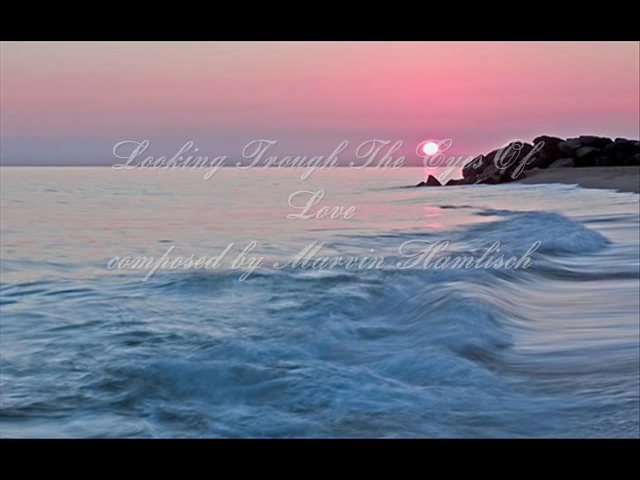 Looking Trough The Eyes Of
Love
composed by Marvin Hamlisch